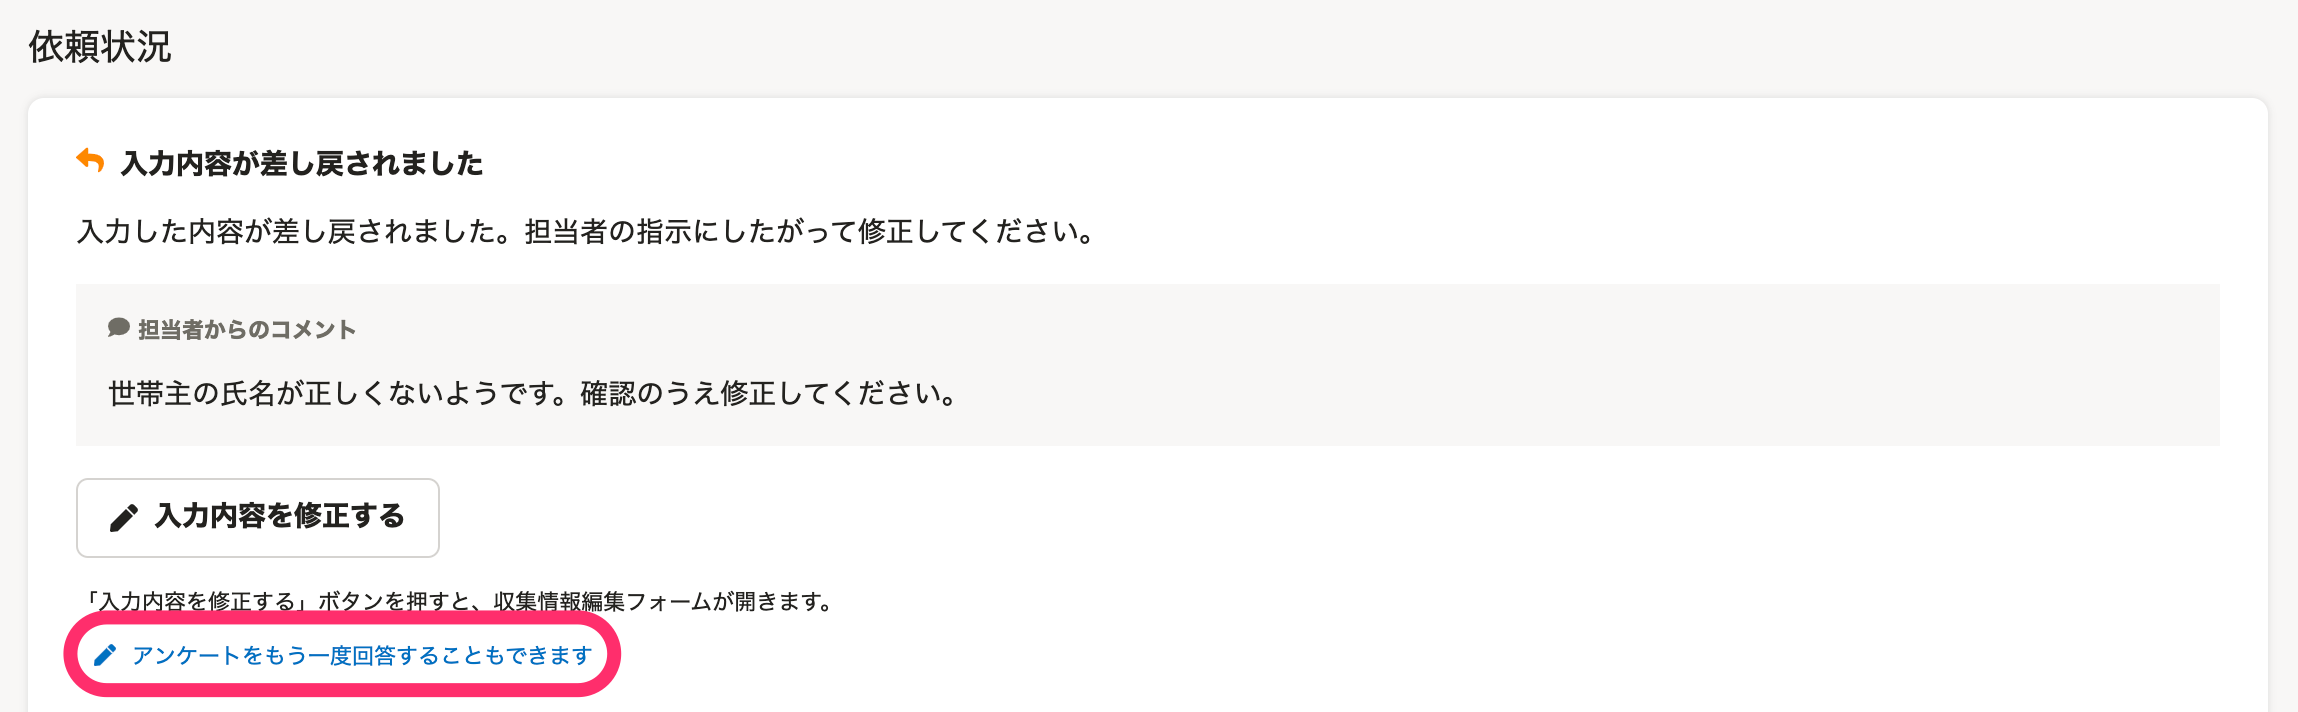 依頼状況
入力内容が差し戻されました
入力した内容が差し戻されました。担当者の指示にしたがって修正してください。
担当者からのコメント
世帯主の氏名が正しくないようです。確認のうえ修正してください。
入力内容を修正する
「入力内容を修正する」ボタンを押すと、収集情報編集フォームが開きます。
アンケートをもう一度回答することもできます